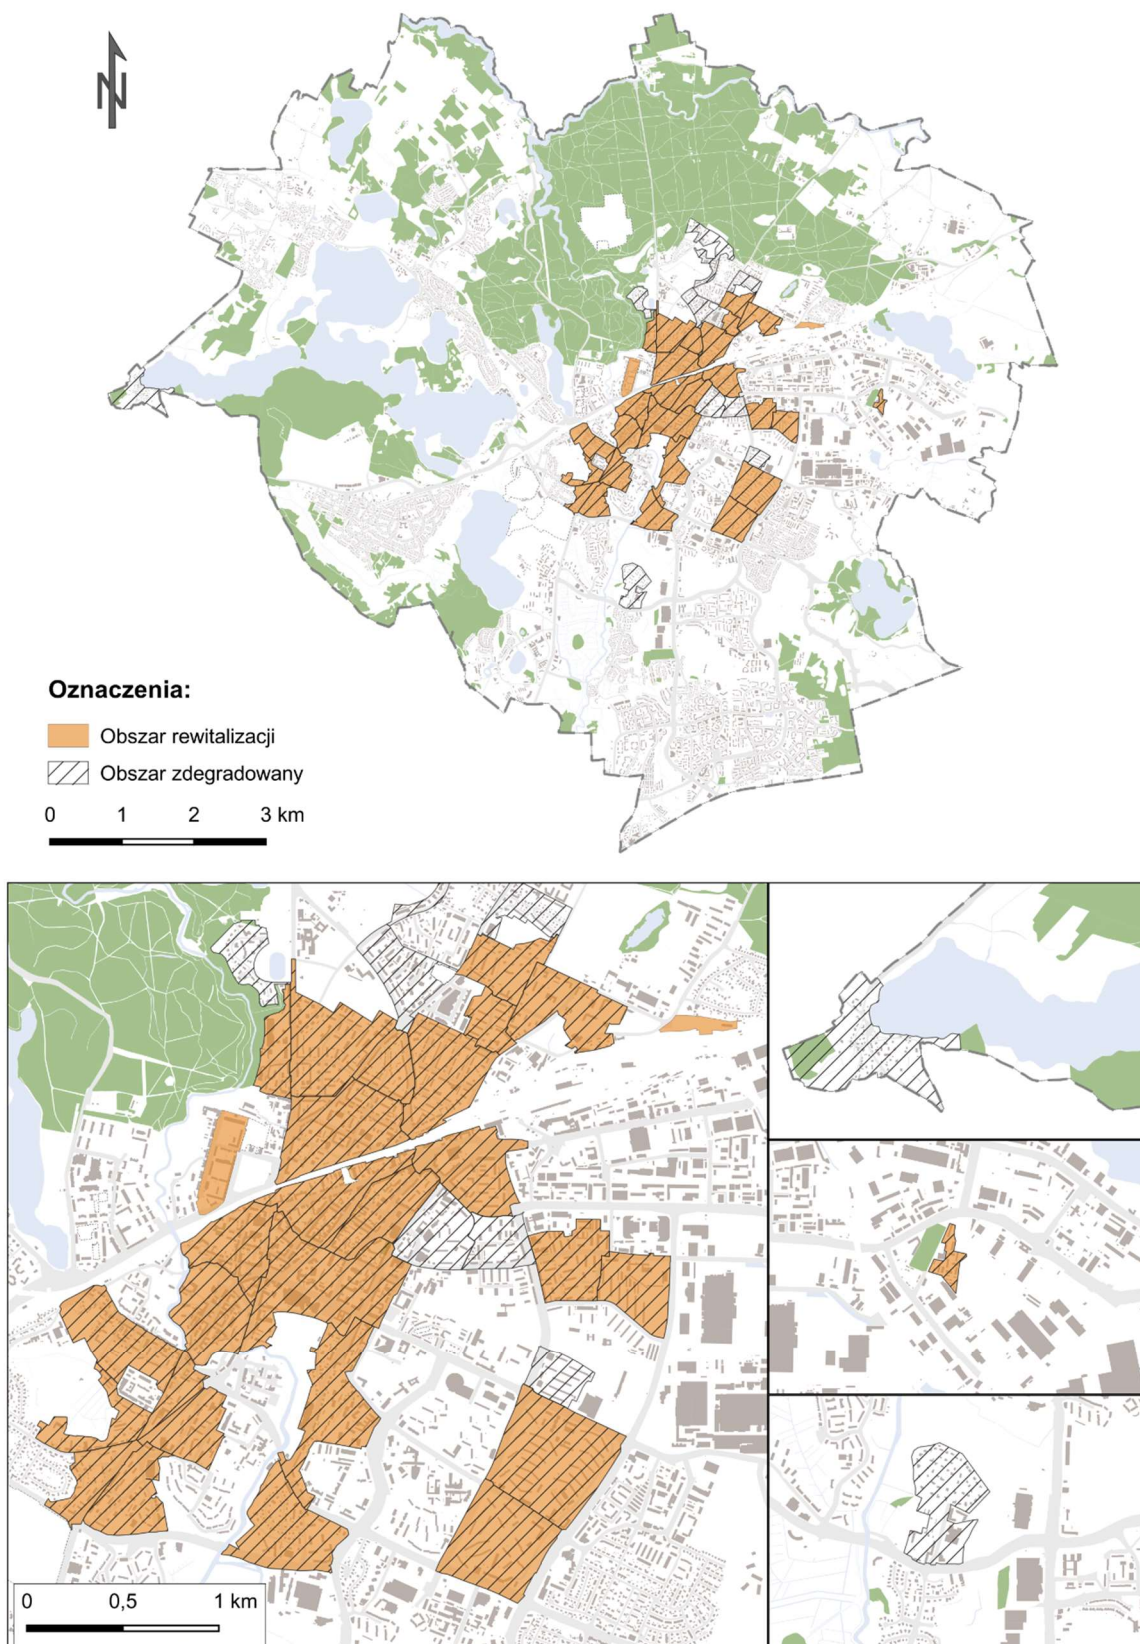 N
Oznaczenia:
Obszar rewitalizacji
Obszar zdegradowany
0 1 2 3 km
0 0,5 1 km